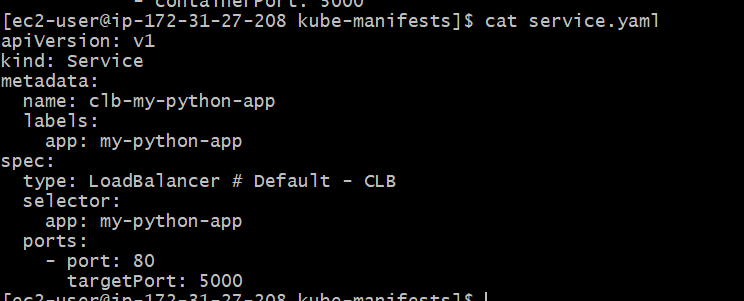 - containerPort: 5000
[ec2-user@ip-172-31-27-208 kube-manifests]$ cat service.yaml
apiVersion: v1
kind: Service
metadata:
  name: clb-my-python-app
  labels:
    app: my-python-app
spec:
  type: LoadBalancer # Default - CLB
  selector:
    app: my-python-app
  ports:
    - port: 80
      targetPort: 5000
[ec2-user@ip-172-31-27-208 kube-manifests]$